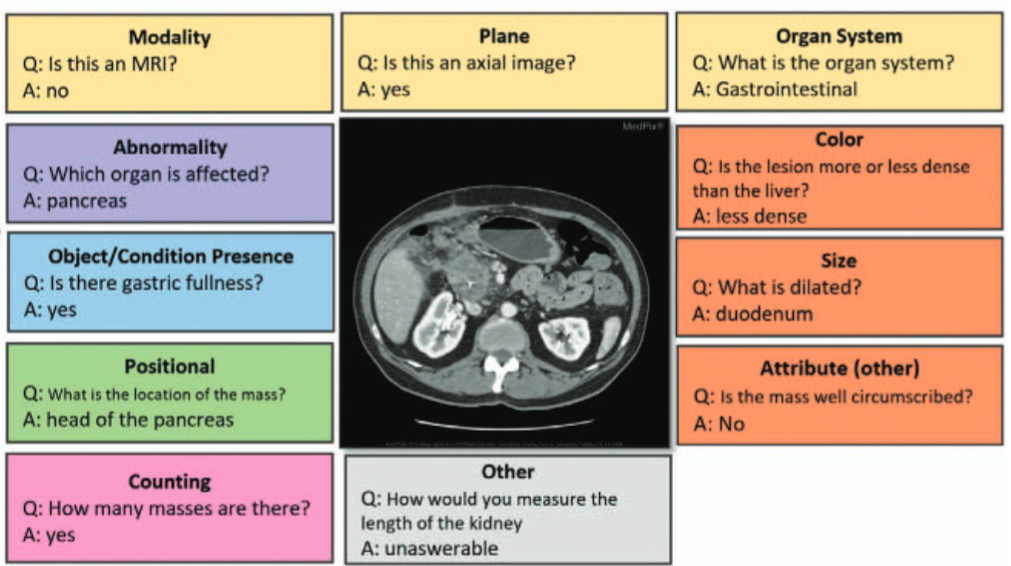 Modality
Q: Is this an MRI?
A: no
Plane
Q: Is this an axial image?
A: yes
Organ System
Q: What is the organ system?
A: Gastrointestinal
Abnormality
Q: Which organ is affected?
A: pancreas
MedPix®
Color
Q: Is the lesion more or less dense
than the liver?
A: less dense
Object/Condition Presence
Q: Is there gastric fullness?
A: yes
Size
Q: What is dilated?
A: duodenum
Positional
Q: What is the location of the mass?
A: head of the pancreas
Attribute (other)
Q: Is the mass well circumscribed?
A: No
Counting
Q: How many masses are there?
A: yes
Other
Q: How would you measure the
length of the kidney
A: unaswerable